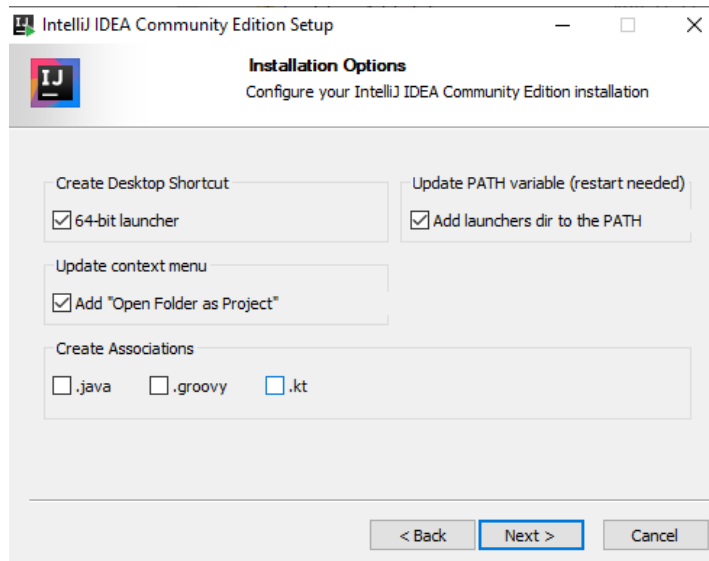 IntelliJ IDEA Community Edition Setup
IJ
Installation Options
Configure your IntelliJ IDEA Community Edition installation
Create Desktop Shortcut
64-bit launcher
Update PATH variable (restart needed)
Add launchers dir to the PATH
Update context menu
Add "Open Folder as Project"
Create Associations
.java .groovy .kt
< Back Next > Cancel